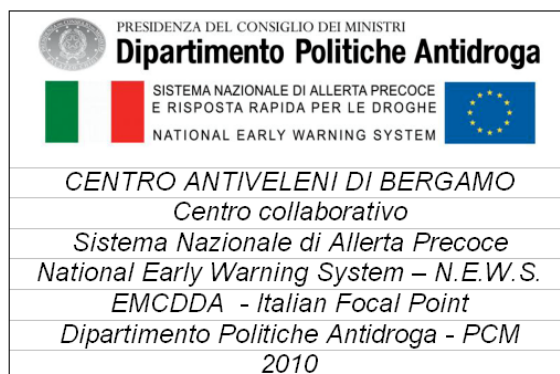 PRESIDENZA DEL CONSIGLIO DEI MINISTRI
Dipartimento Politiche Antidroga
SISTEMA NAZIONALE DI ALLERTA PRECOCE
E RISPOSTA RAPIDA PER LE DROGHE
NATIONAL EARLY WARNING SYSTEM
CENTRO ANTIVELENI DI BERGAMO
Centro collaborativo
Sistema Nazionale di Allerta Precoce
National Early Warning System – N.E.W.S.
EMCDDA - Italian Focal Point
Dipartimento Politiche Antidroga - PCM
2010